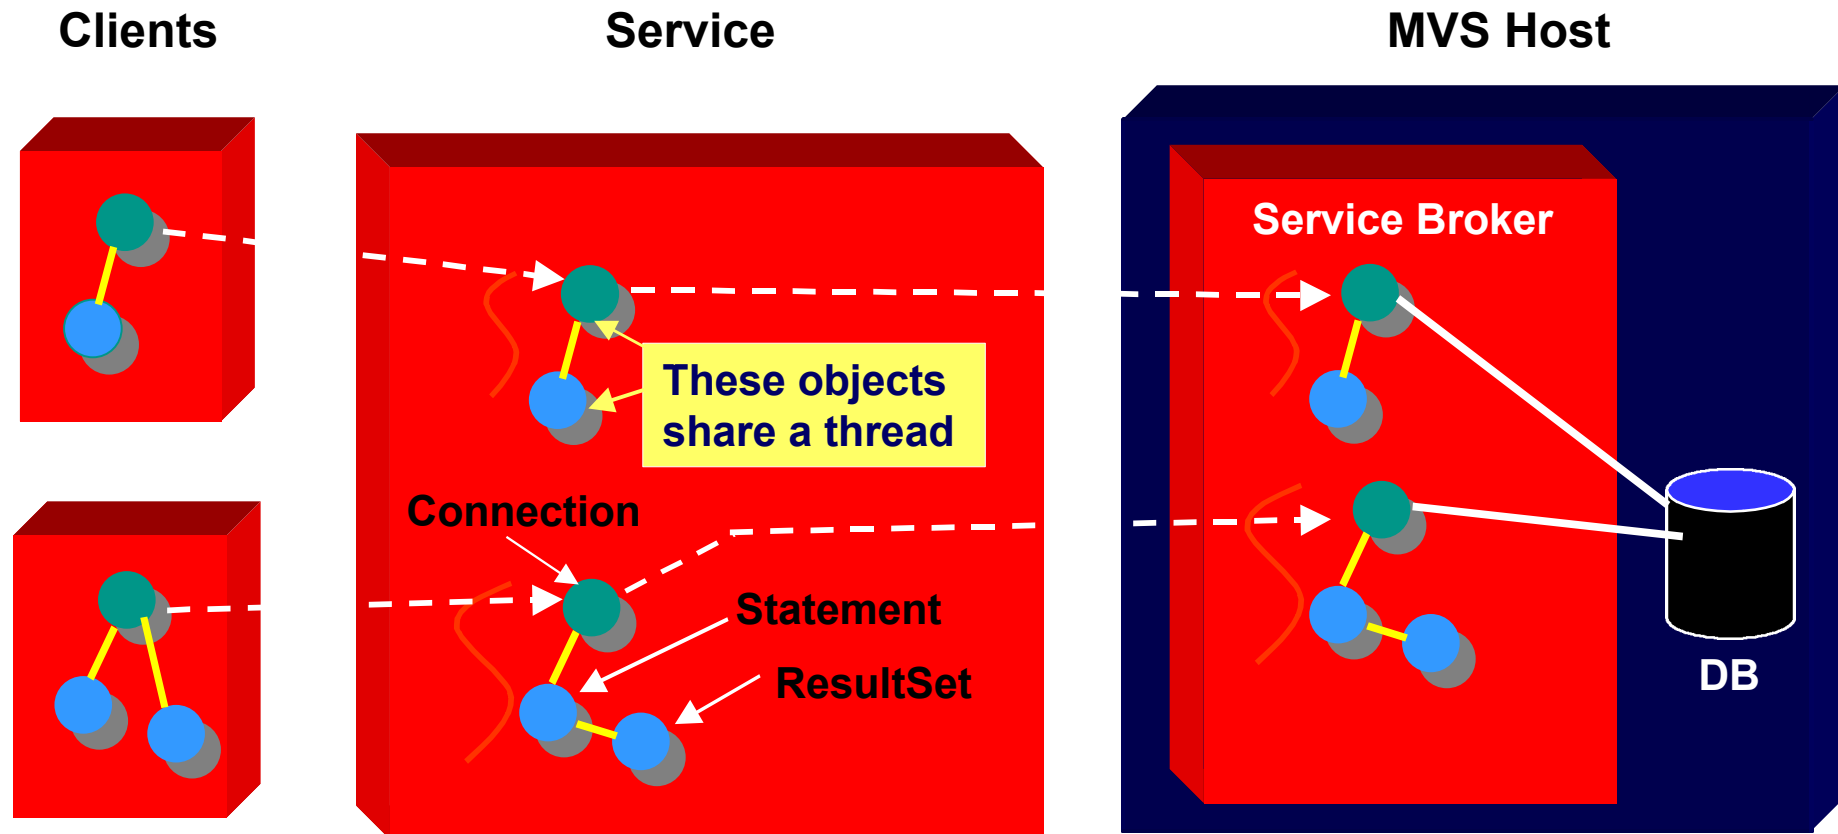 Clients
Service
MVS Host
Service Broker
These objects
share a thread
Connection
Statement
ResultSet
DB